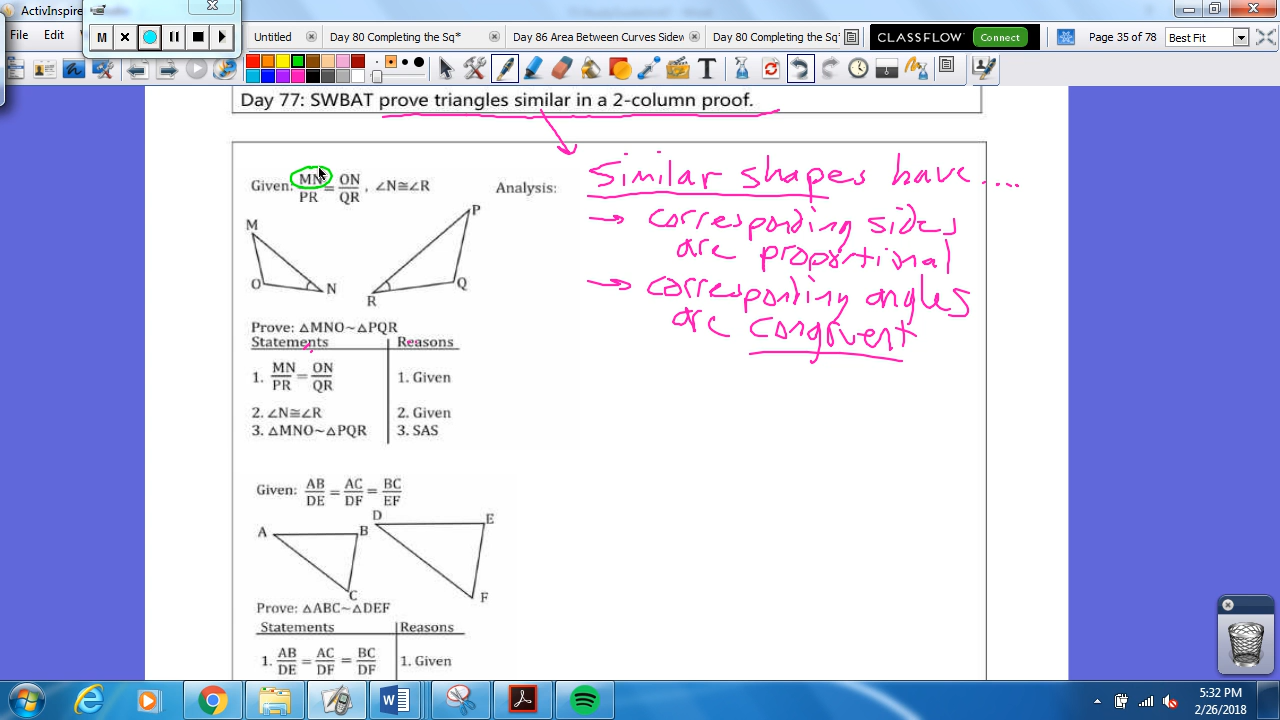 ActivInspire
File Edit
M
Untitled
Day 80 Completing the Sq*
Day 86 Area Between Curves Sidew
Day 80 Completing the Sq
CLASSFLOW Connect
Page 35 of 78
Best Fit
Day 77: SWBAT prove triangles similar in a 2-column proof.
Given: MN/PR = ON/QR , ∠N≅∠R
Analysis:
Similar shapes have....
→ corresponding sides
are proportional
→ corresponding angles
are congruent
M
O
N
P
Q
R
Prove: △MNO~△PQR
Statements Reasons
1. MN/PR = ON/QR 1. Given
2. ∠N≅∠R 2. Given
3. △MNO~△PQR 3. SAS
Given: AB/DE = AC/DF = BC/EF
A
B
C
D
E
F
Prove: △ABC~△DEF
Statements Reasons
1. AB/DE = AC/DF = BC/DF 1. Given
5:32 PM
2/26/2018